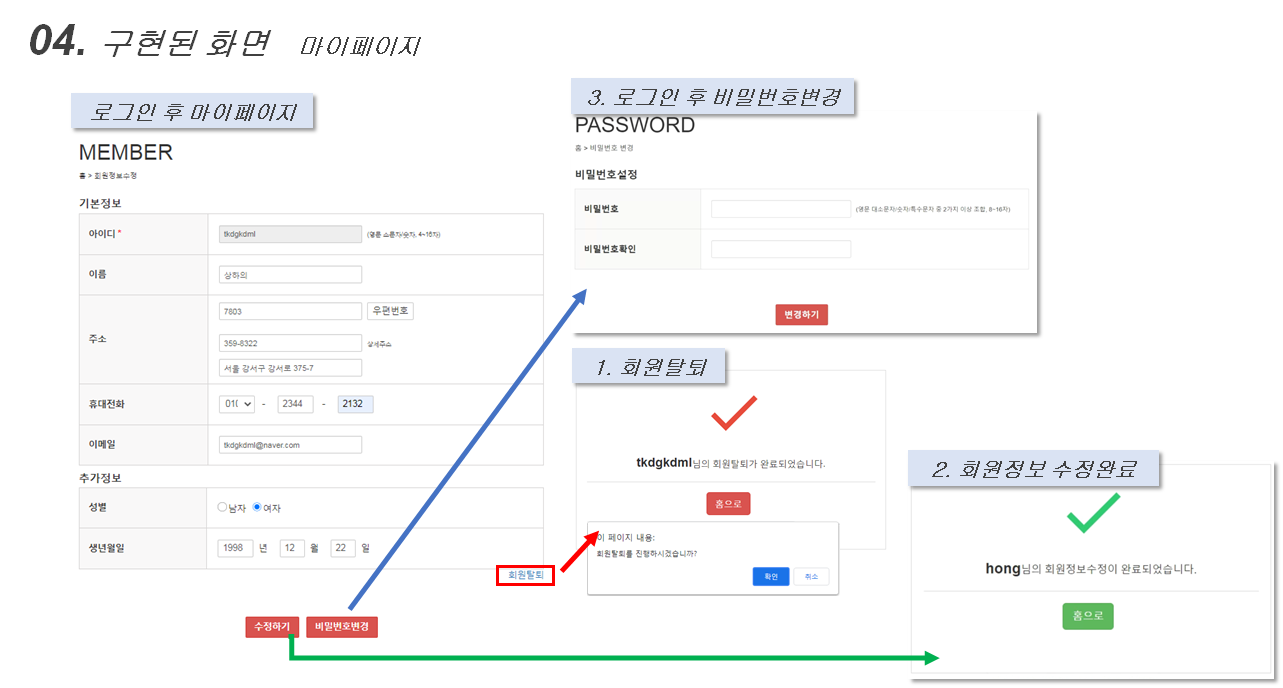 04. 구현된 화면 마이페이지
로그인 후 마이페이지
MEMBER
홈 > 회원정보수정
기본정보
아이디 * tkdgkdml (영문 소문자/숫자, 4~16자)
이름 상하의
주소 7803 우편번호
359-8322 상세주소
서울 강서구 강서로 375-7
휴대전화 010 - 2344 - 2132
이메일 tkdgkdml@naver.com
추가정보
성별 남자 여자
생년월일 1998 년 12 월 22 일
회원탈퇴
수정하기 비밀번호변경
3. 로그인 후 비밀번호변경
PASSWORD
홈 > 비밀번호 변경
비밀번호설정
비밀번호 (영문 대소문자/숫자/특수문자 중 2가지 이상 조합, 8~16자)
비밀번호확인
변경하기
1. 회원탈퇴
tkdgkdml님의 회원탈퇴가 완료되었습니다.
홈으로
이 페이지 내용:
회원탈퇴를 진행하시겠습니까?
확인 취소
2. 회원정보 수정완료
hong님의 회원정보수정이 완료되었습니다.
홈으로